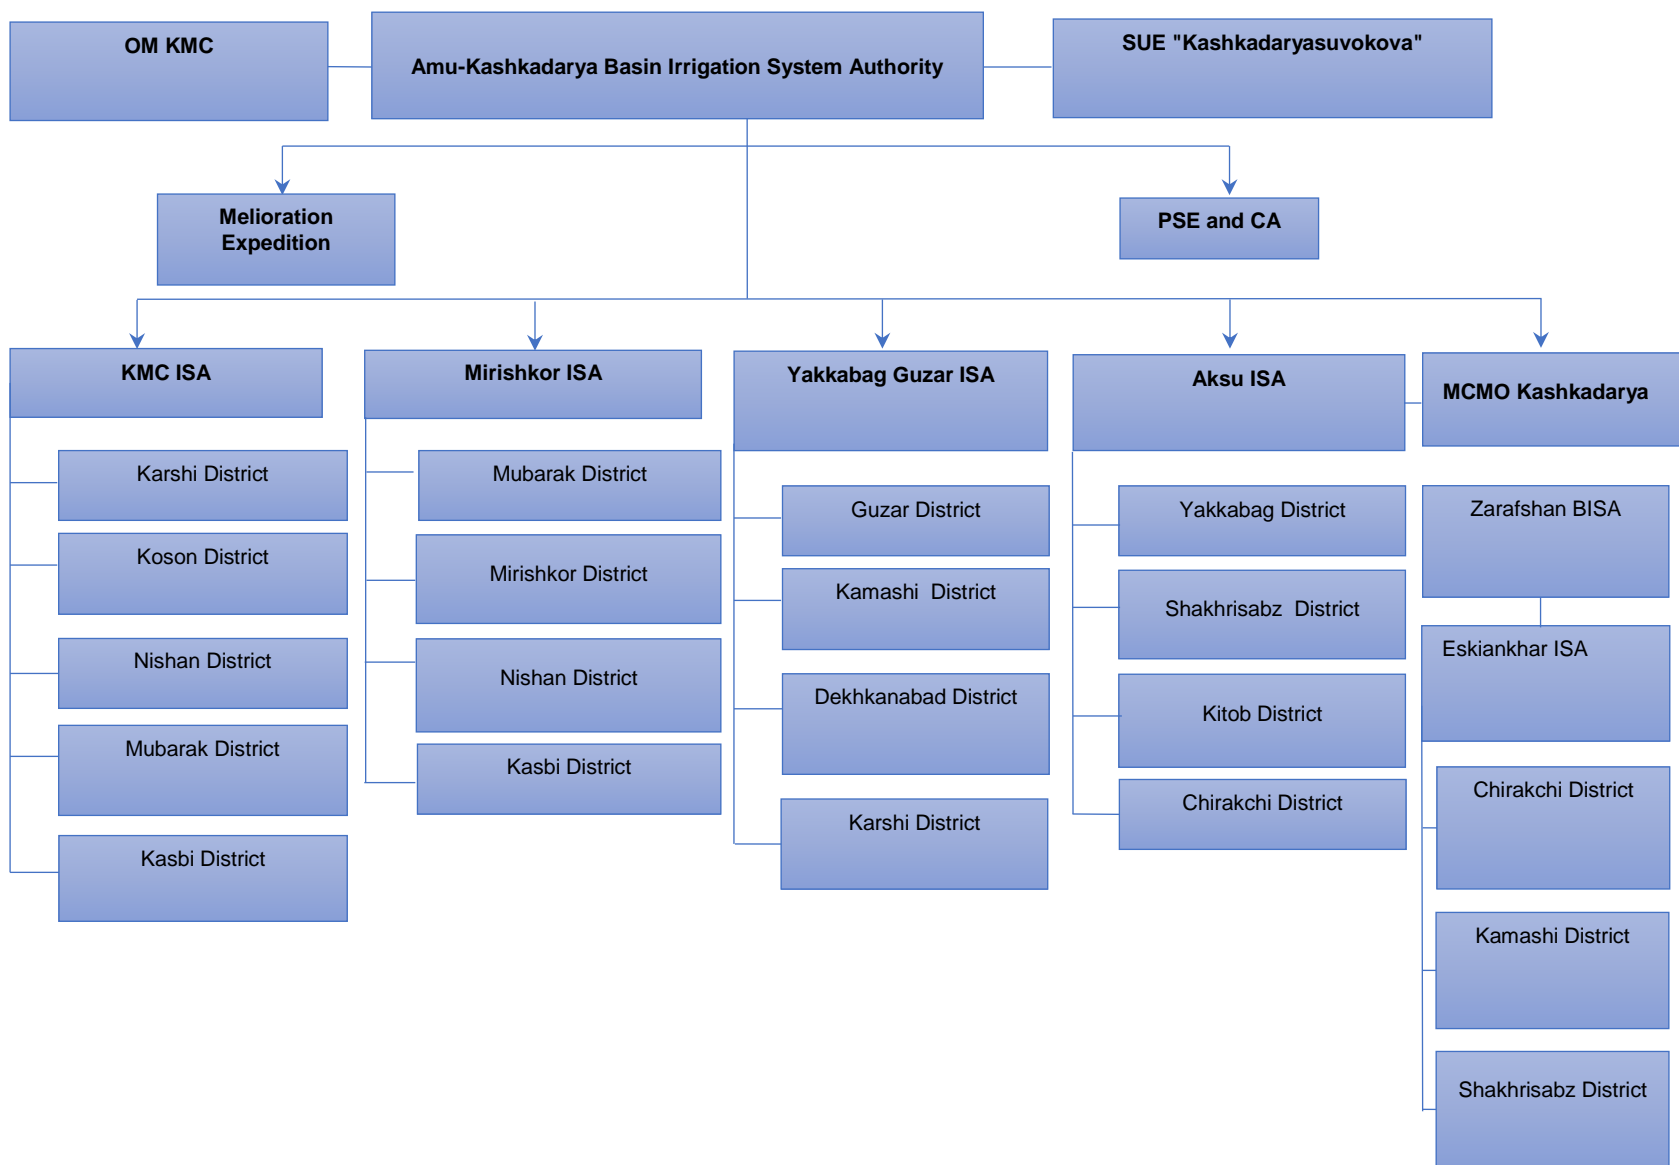 OM KMC
Amu-Kashkadarya Basin Irrigation System Authority
SUE "Kashkadaryasuvokova"
Melioration
Expedition
PSE and CA
KMC ISA
Mirishkor ISA
Yakkabag Guzar ISA
Aksu ISA
MCMO Kashkadarya
Karshi District
Koson District
Nishan District
Mubarak District
Kasbi District
Mubarak District
Mirishkor District
Nishan District
Kasbi District
Guzar District
Kamashi District
Dekhkanabad District
Karshi District
Yakkabag District
Shakhrisabz District
Kitob District
Chirakchi District
Zarafshan BISA
Eskiankhar ISA
Chirakchi District
Kamashi District
Shakhrisabz District